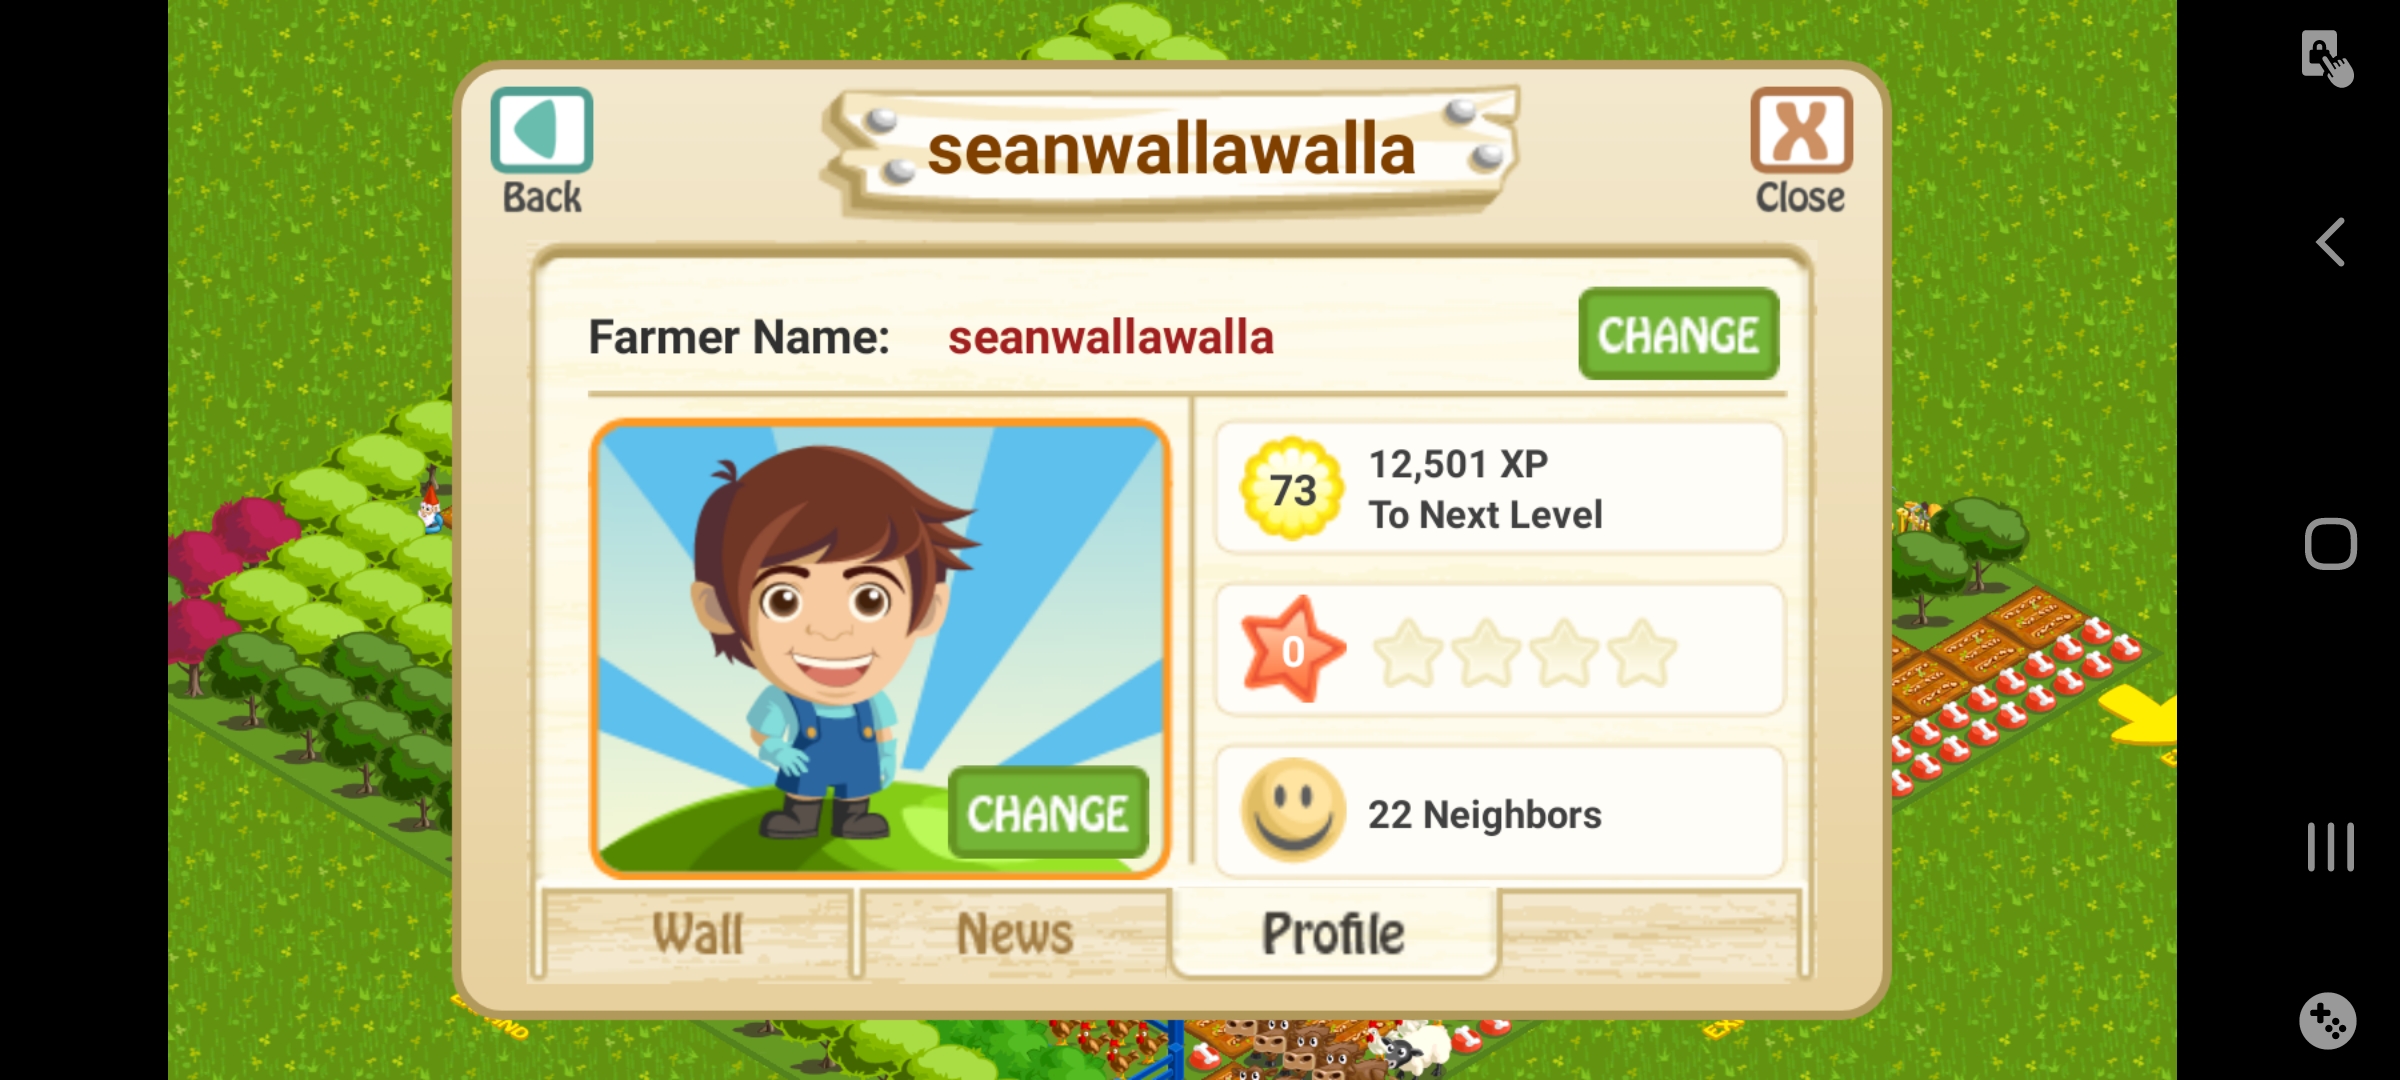 Back
seanwallawalla
Close
Farmer Name: seanwallawalla
CHANGE
73
12,501 XP
To Next Level
0
22 Neighbors
CHANGE
Wall
News
Profile